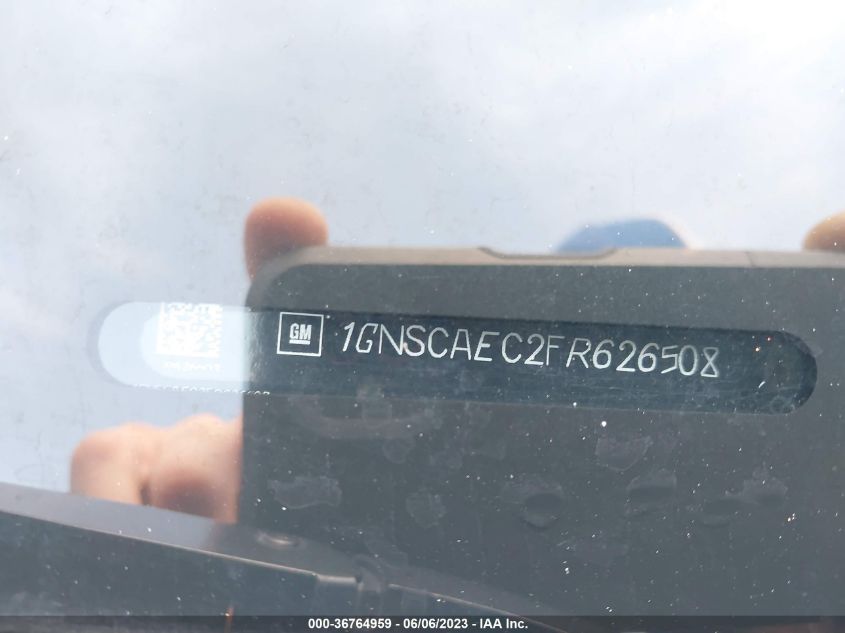 GM 1GNSCAEC2FR626508
000-36764959 - 06/06/2023 - IAA Inc.